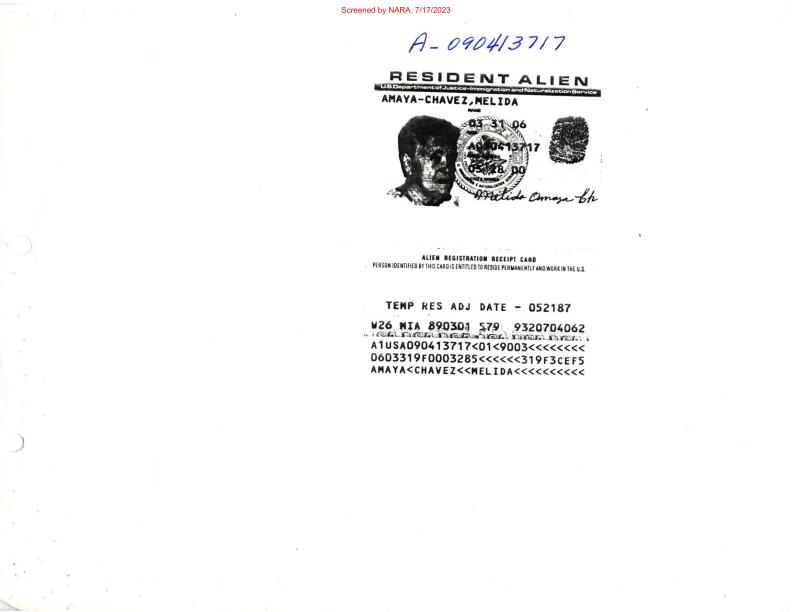 Screened by NARA, 7/17/2023
A-090413717
RESIDENT ALIEN
U.S. Department of Justice-Immigration and Naturalization Service
AMAYA-CHAVEZ,MELIDA
NAME
03 31 06
A090413717
05 28 00
Melida Amaya Ch
ALIEN REGISTRATION RECEIPT CARD
PERSON IDENTIFIED BY THIS CARD IS ENTITLED TO RESIDE PERMANENTLY AND WORK IN THE U.S.
TEMP RES ADJ DATE - 052187
W26 MIA 890301 579 9320704062
A1USA090413717<01<9003<<<<<<<<
0603319F0003285<<<<<<319F3CEF5
AMAYA<CHAVEZ<<MELIDA<<<<<<<<<<